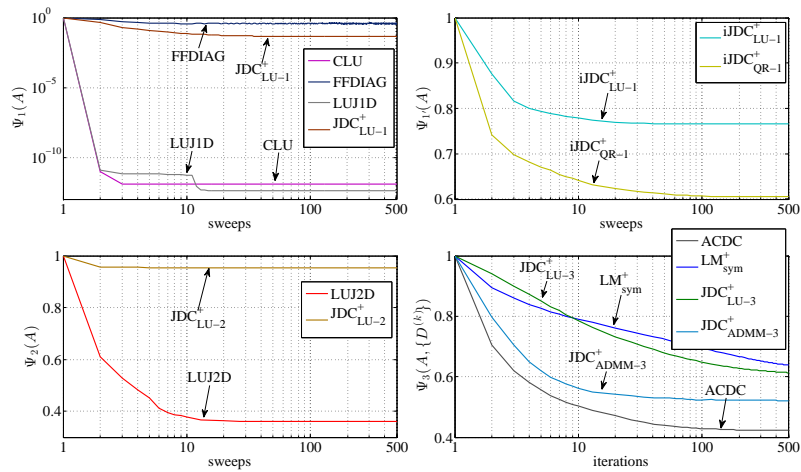 10^0
10^-5
10^-10
Ψ1(A)
1
10
100
500
sweeps
FFDIAG
JDC+LU-1
LUJ1D
CLU
CLU
FFDIAG
LUJ1D
JDC+LU-1
1
0.9
0.8
0.7
0.6
Ψ1'(A)
1
10
100
500
sweeps
iJDC+LU-1
iJDC+QR-1
iJDC+LU-1
iJDC+QR-1
1
0.8
0.6
0.4
Ψ2(A)
1
10
100
500
sweeps
JDC+LU-2
LUJ2D
LUJ2D
JDC+LU-2
1
0.8
0.6
0.4
Ψ3(A, {D(k)})
1
10
100
500
iterations
JDC+LU-3
LM+sym
JDC+ADMM-3
ACDC
ACDC
LM+sym
JDC+LU-3
JDC+ADMM-3